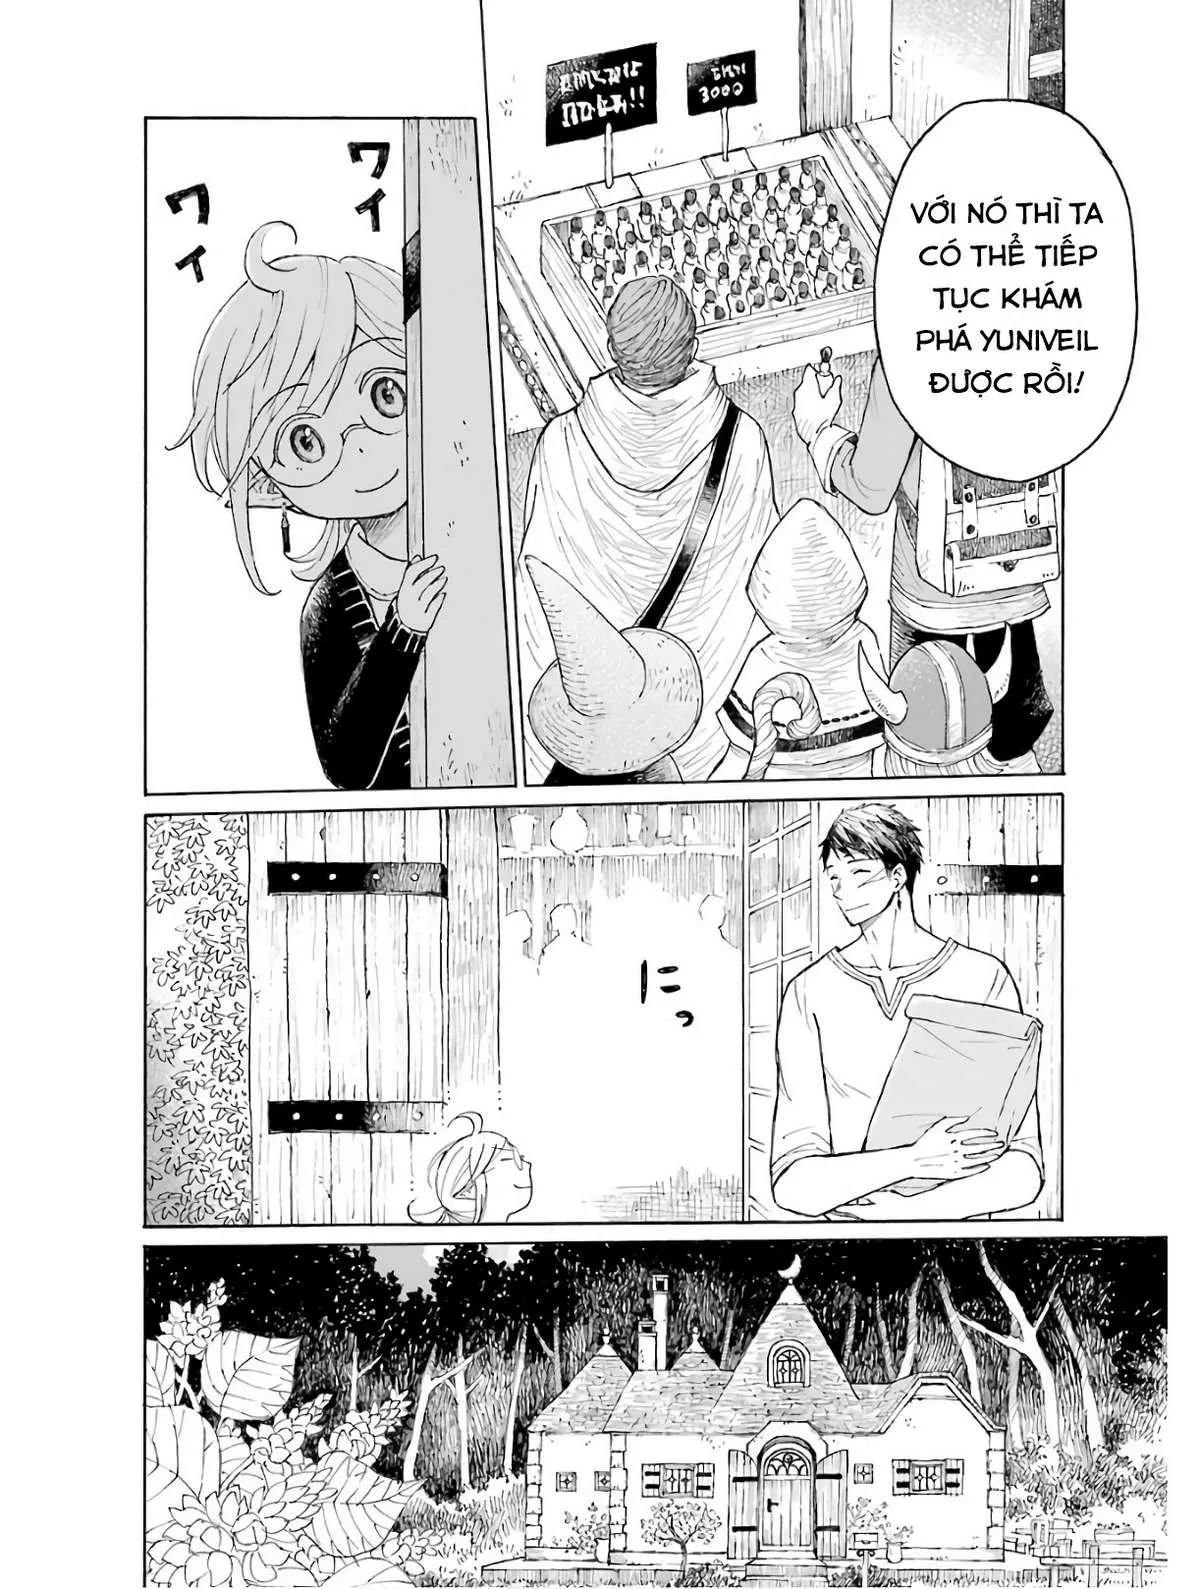 3000
VỚI NÓ THÌ TA
CÓ THỂ TIẾP
TỤC KHÁM
PHÁ YUNIVEIL
ĐƯỢC RỒI!
ワイ
ワイ
にっ